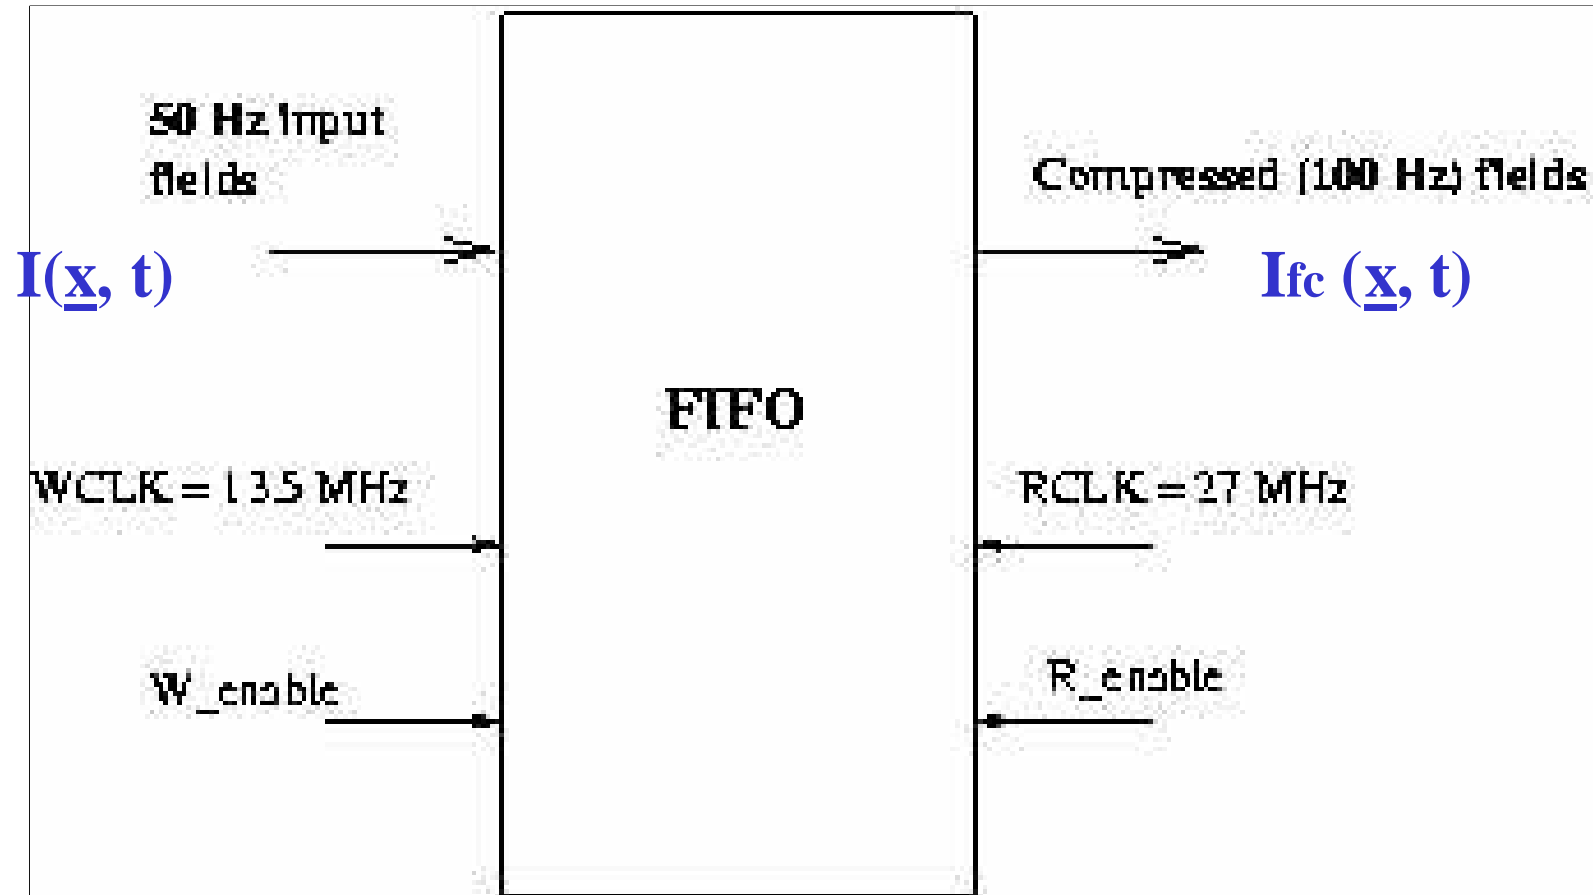 50 Hz input
fields
Compressed (100 Hz) fields
I(x, t)
Ifc (x, t)
FIFO
WCLK = 13.5 MHz
RCLK = 27 MHz
W_enable
R_enable